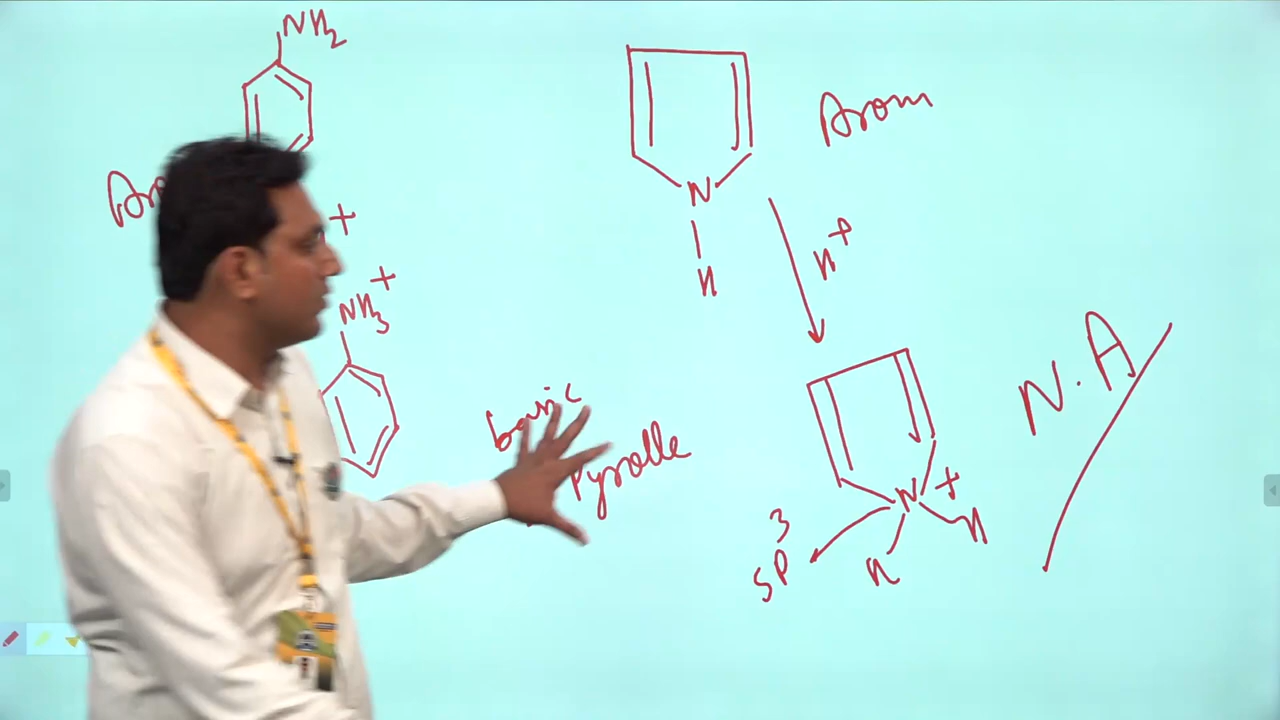 NH2
Arom
N
H
H+
+
NH3+
basic
Pyrolle
N+
H
H
sp3
N.A